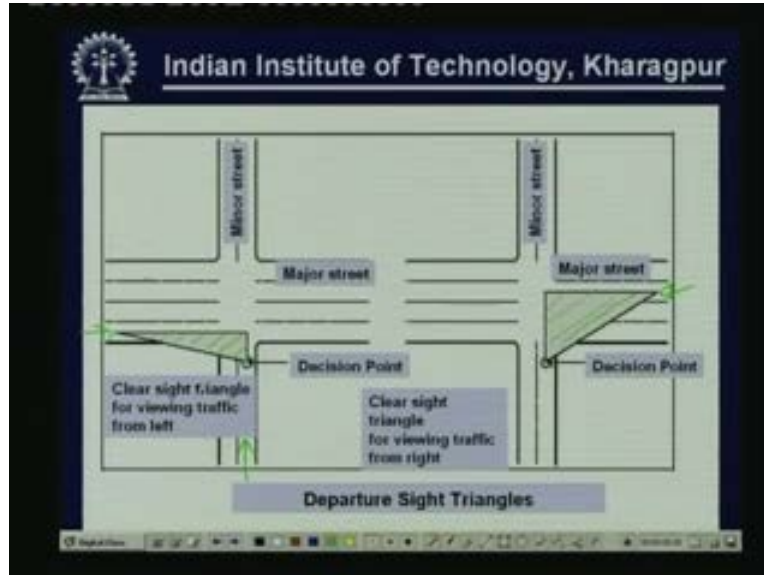 Indian Institute of Technology, Kharagpur
Minor street
Minor street
Major street
Major street
Decision Point
Decision Point
Clear sight triangle
for viewing traffic
from left
Clear sight
triangle
for viewing traffic
from right
Departure Sight Triangles